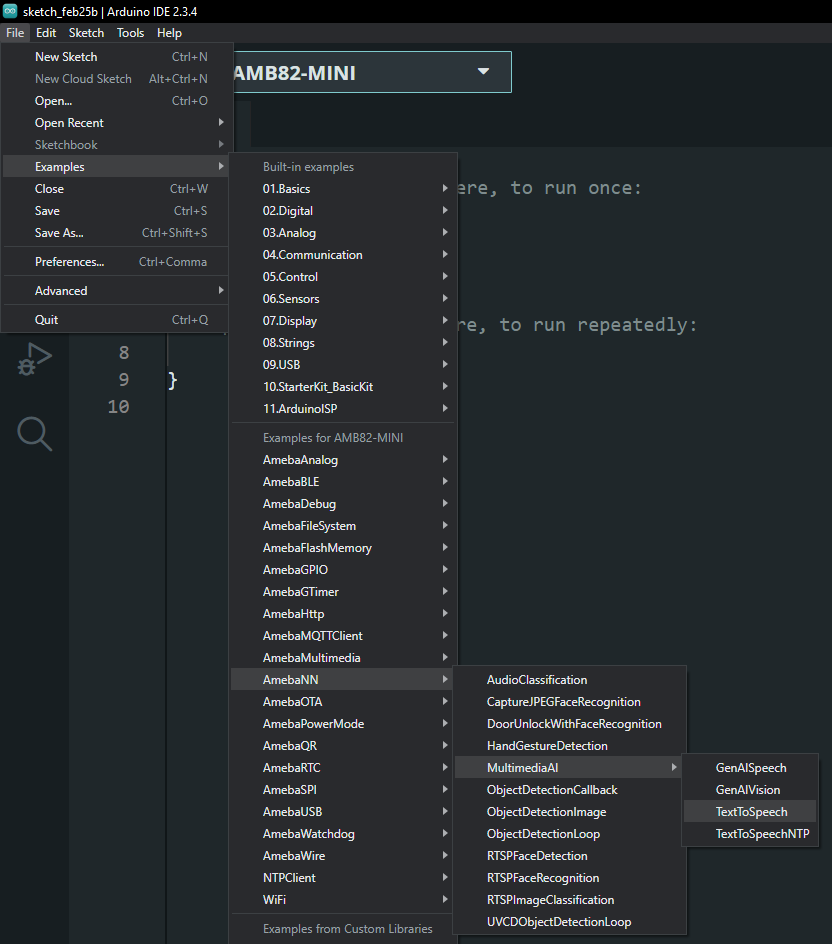 sketch_feb25b | Arduino IDE 2.3.4
File Edit Sketch Tools Help
New Sketch Ctrl+N
New Cloud Sketch Alt+Ctrl+N
Open... Ctrl+O
Open Recent
Sketchbook
Examples
Close Ctrl+W
Save Ctrl+S
Save As... Ctrl+Shift+S
Preferences... Ctrl+Comma
Advanced
Quit Ctrl+Q
AMB82-MINI
ere, to run once:
re, to run repeatedly:
8
9 }
10
Built-in examples
01.Basics
02.Digital
03.Analog
04.Communication
05.Control
06.Sensors
07.Display
08.Strings
09.USB
10.StarterKit_BasicKit
11.ArduinoISP
Examples for AMB82-MINI
AmebaAnalog
AmebaBLE
AmebaDebug
AmebaFileSystem
AmebaFlashMemory
AmebaGPIO
AmebaGTimer
AmebaHttp
AmebaMQTTClient
AmebaMultimedia
AmebaNN
AmebaOTA
AmebaPowerMode
AmebaQR
AmebaRTC
AmebaSPI
AmebaUSB
AmebaWatchdog
AmebaWire
NTPClient
WiFi
Examples from Custom Libraries
AudioClassification
CaptureJPEGFaceRecognition
DoorUnlockWithFaceRecognition
HandGestureDetection
MultimediaAI
ObjectDetectionCallback
ObjectDetectionImage
ObjectDetectionLoop
RTSPFaceDetection
RTSPFaceRecognition
RTSPImageClassification
UVCDObjectDetectionLoop
GenAISpeech
GenAIVision
TextToSpeech
TextToSpeechNTP